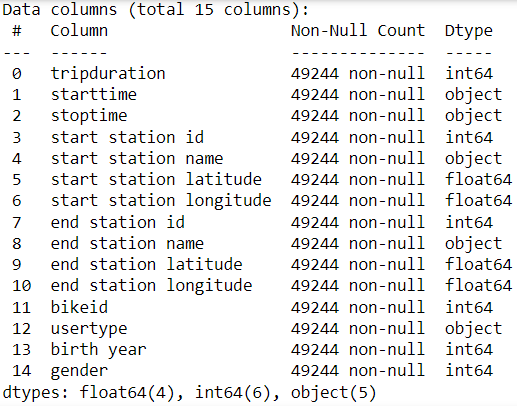 Data columns (total 15 columns):
 #   Column                   Non-Null Count  Dtype
---  ------                   --------------  -----
 0   tripduration             49244 non-null  int64
 1   starttime                49244 non-null  object
 2   stoptime                 49244 non-null  object
 3   start station id         49244 non-null  int64
 4   start station name       49244 non-null  object
 5   start station latitude   49244 non-null  float64
 6   start station longitude  49244 non-null  float64
 7   end station id           49244 non-null  int64
 8   end station name         49244 non-null  object
 9   end station latitude     49244 non-null  float64
 10  end station longitude    49244 non-null  float64
 11  bikeid                   49244 non-null  int64
 12  usertype                 49244 non-null  object
 13  birth year               49244 non-null  int64
 14  gender                   49244 non-null  int64
dtypes: float64(4), int64(6), object(5)